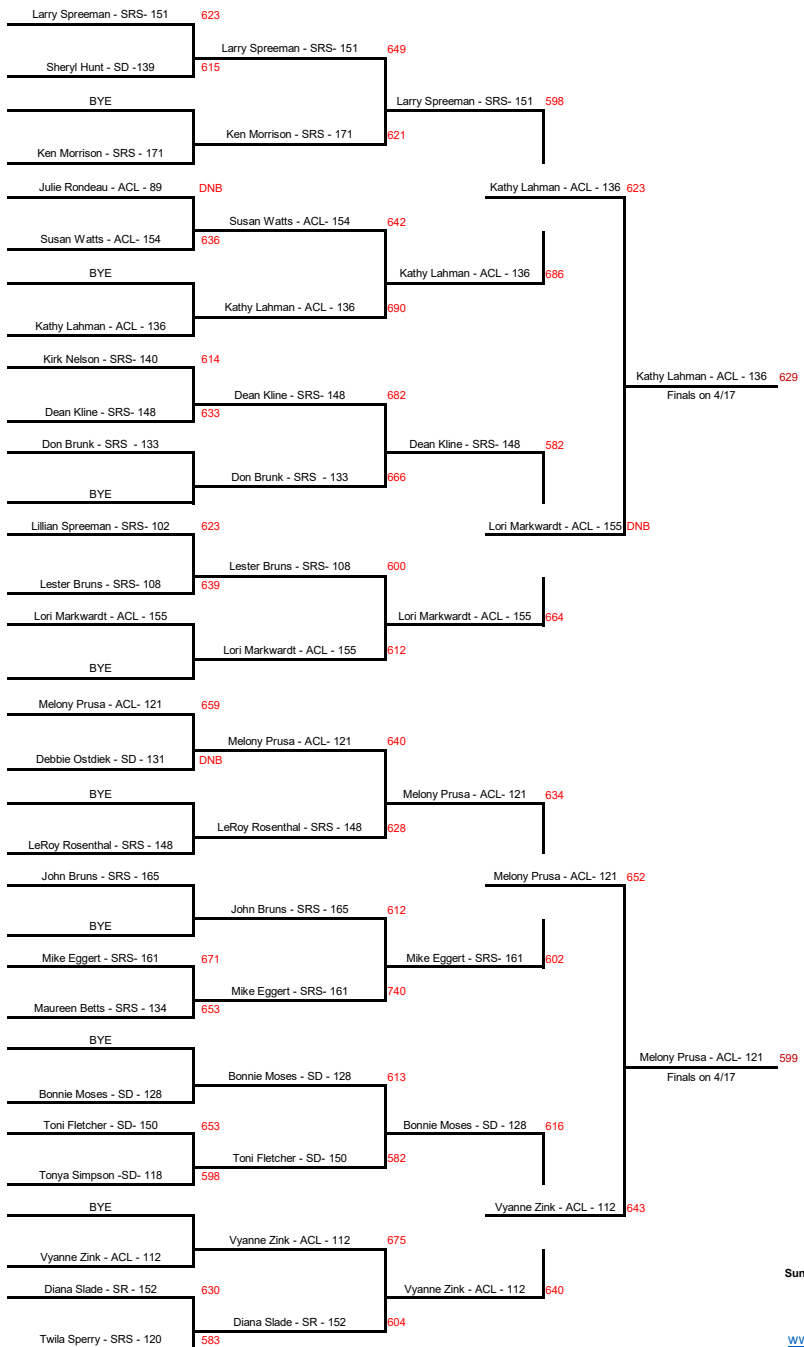 Larry Spreeman - SRS- 151 623
Larry Spreeman - SRS- 151 649
Sheryl Hunt - SD -139 615
BYE
Larry Spreeman - SRS- 151 598
Ken Morrison - SRS - 171 621
Ken Morrison - SRS - 171
Julie Rondeau - ACL - 89 DNB
Kathy Lahman - ACL - 136 623
Susan Watts - ACL- 154 642
Susan Watts - ACL- 154 636
BYE
Kathy Lahman - ACL - 136 686
Kathy Lahman - ACL - 136 690
Kathy Lahman - ACL - 136
Kirk Nelson - SRS- 140 614
Kathy Lahman - ACL - 136 629
Finals on 4/17
Dean Kline - SRS- 148 682
Dean Kline - SRS- 148 633
Don Brunk - SRS - 133
Dean Kline - SRS- 148 582
Don Brunk - SRS - 133 666
BYE
Lillian Spreeman - SRS- 102 623
Lori Markwardt - ACL - 155 DNB
Lester Bruns - SRS- 108 600
Lester Bruns - SRS- 108 639
Lori Markwardt - ACL - 155
Lori Markwardt - ACL - 155 664
Lori Markwardt - ACL - 155 612
BYE
Melony Prusa - ACL- 121 659
Melony Prusa - ACL- 121 640
Debbie Ostdiek - SD - 131 DNB
BYE
Melony Prusa - ACL- 121 634
LeRoy Rosenthal - SRS - 148 628
LeRoy Rosenthal - SRS - 148
John Bruns - SRS - 165
Melony Prusa - ACL- 121 652
John Bruns - SRS - 165 612
BYE
Mike Eggert - SRS- 161 671
Mike Eggert - SRS- 161 602
Mike Eggert - SRS- 161 740
Maureen Betts - SRS - 134 653
BYE
Melony Prusa - ACL- 121 599
Finals on 4/17
Bonnie Moses - SD - 128 613
Bonnie Moses - SD - 128
Toni Fletcher - SD- 150 653
Bonnie Moses - SD - 128 616
Toni Fletcher - SD- 150 582
Tonya Simpson -SD- 118 598
BYE
Vyanne Zink - ACL - 112 643
Vyanne Zink - ACL - 112 675
Vyanne Zink - ACL - 112
Sun
Diana Slade - SR - 152 630
Vyanne Zink - ACL - 112 640
Diana Slade - SR - 152 604
Twila Sperry - SRS - 120 583